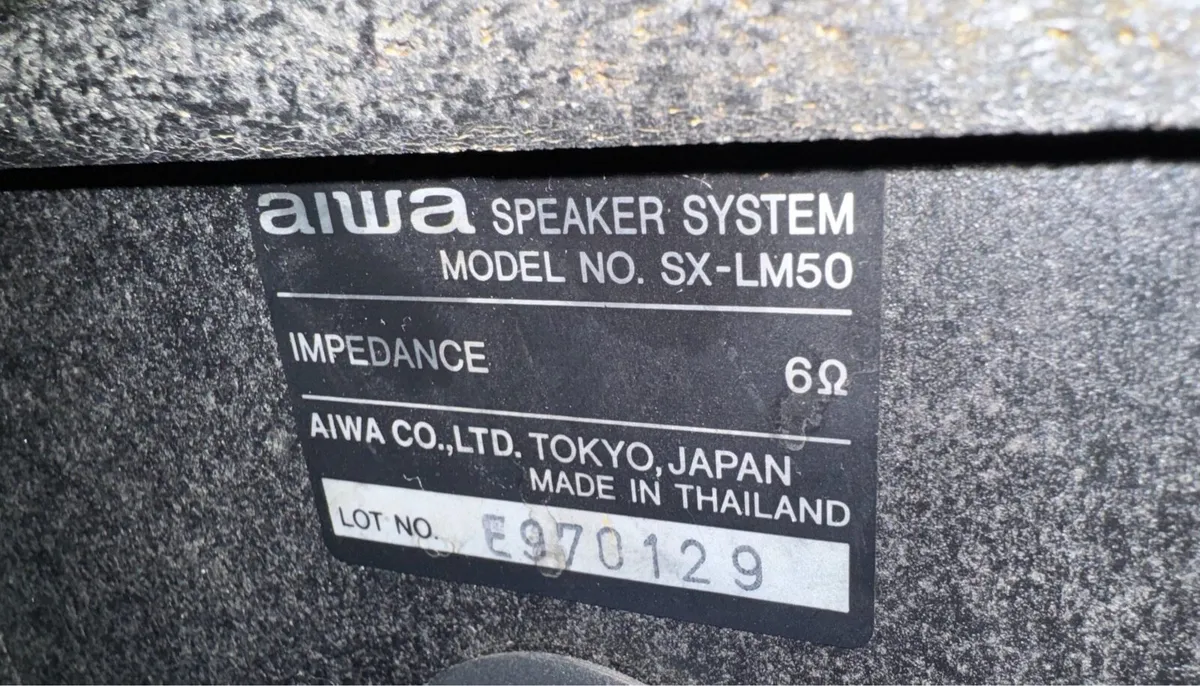 aiwa SPEAKER SYSTEM
MODEL NO. SX-LM50
IMPEDANCE 6Ω
AIWA CO.,LTD. TOKYO, JAPAN
MADE IN THAILAND
LOT NO. E970129